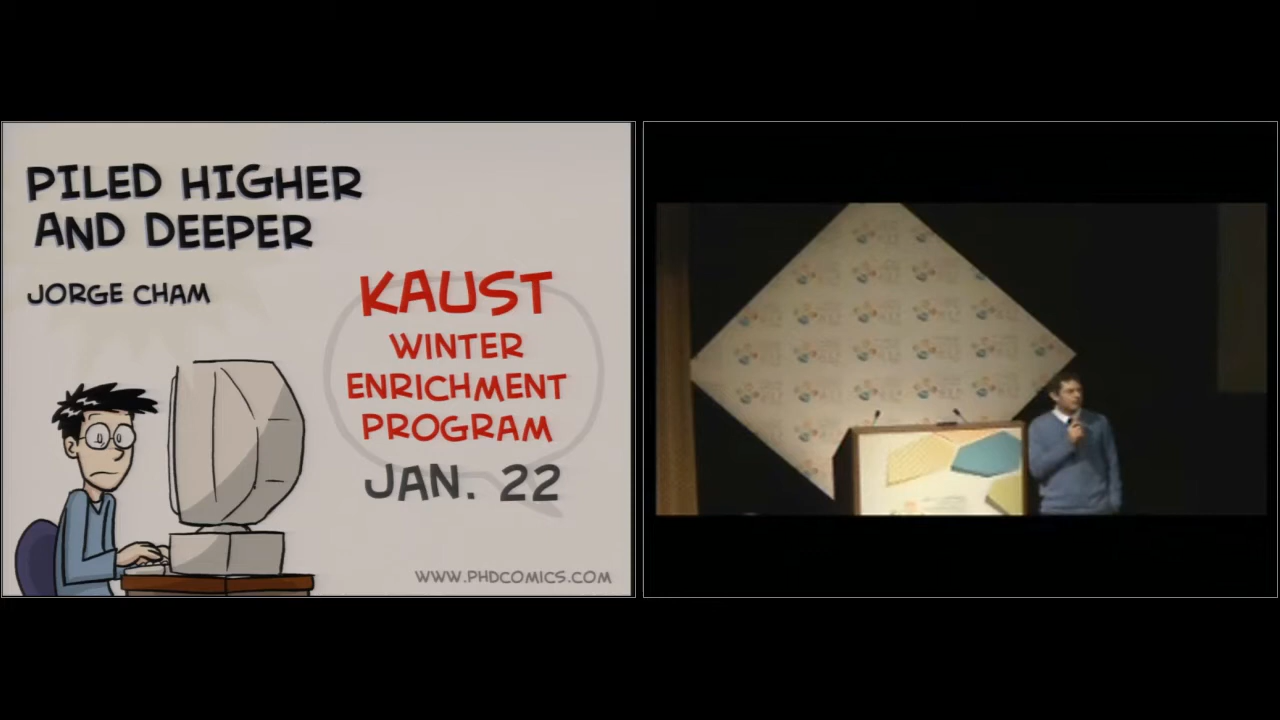 PILED HIGHER
AND DEEPER
JORGE CHAM
KAUST
WINTER
ENRICHMENT
PROGRAM
JAN. 22
WWW.PHDCOMICS.COM